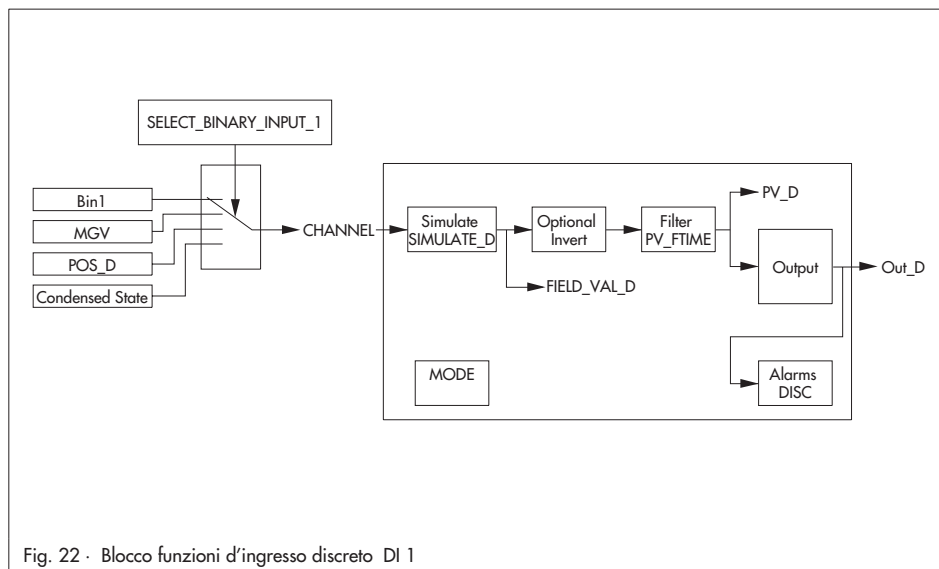 SELECT_BINARY_INPUT_1
Bin1
MGV
POS_D
Condensed State
CHANNEL
Simulate
SIMULATE_D
FIELD_VAL_D
Optional
Invert
Filter
PV_FTIME
PV_D
Output
Out_D
MODE
Alarms
DISC
Fig. 22 · Blocco funzioni d'ingresso discreto DI 1